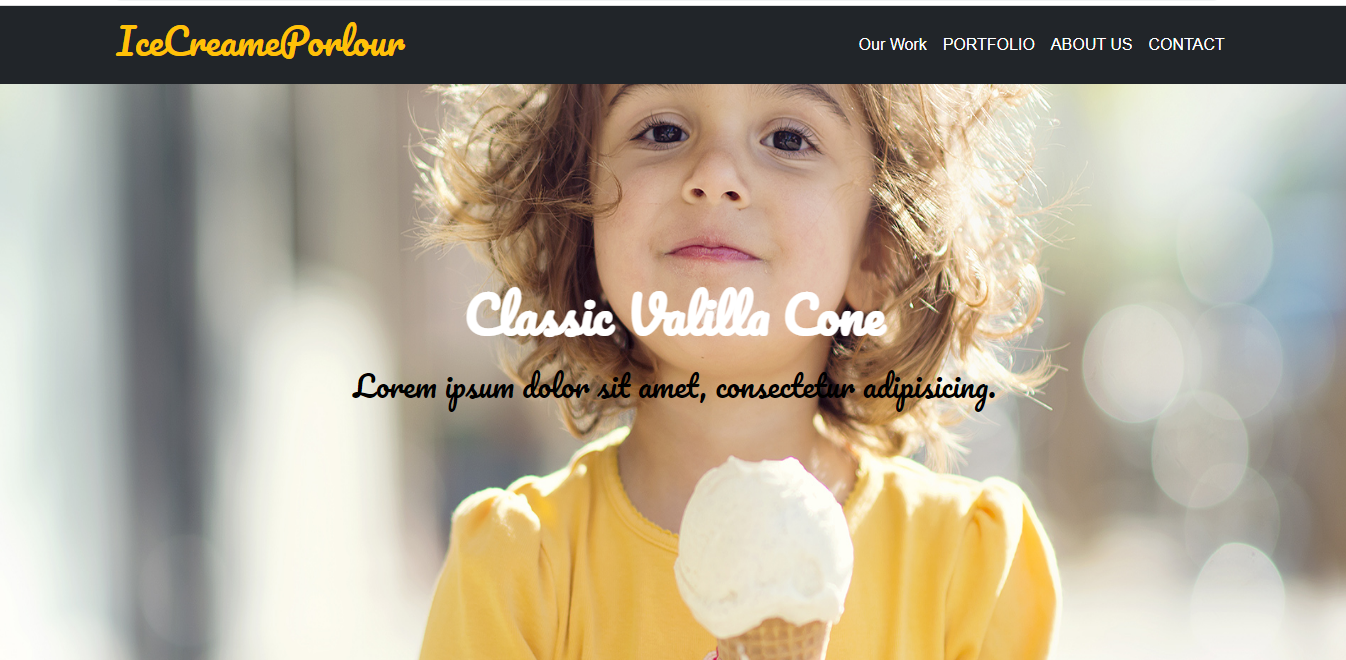 IceCreamePorlour
Our Work PORTFOLIO ABOUT US CONTACT
Classic Valilla Cone
Lorem ipsum dolor sit amet, consectetur adipisicing.